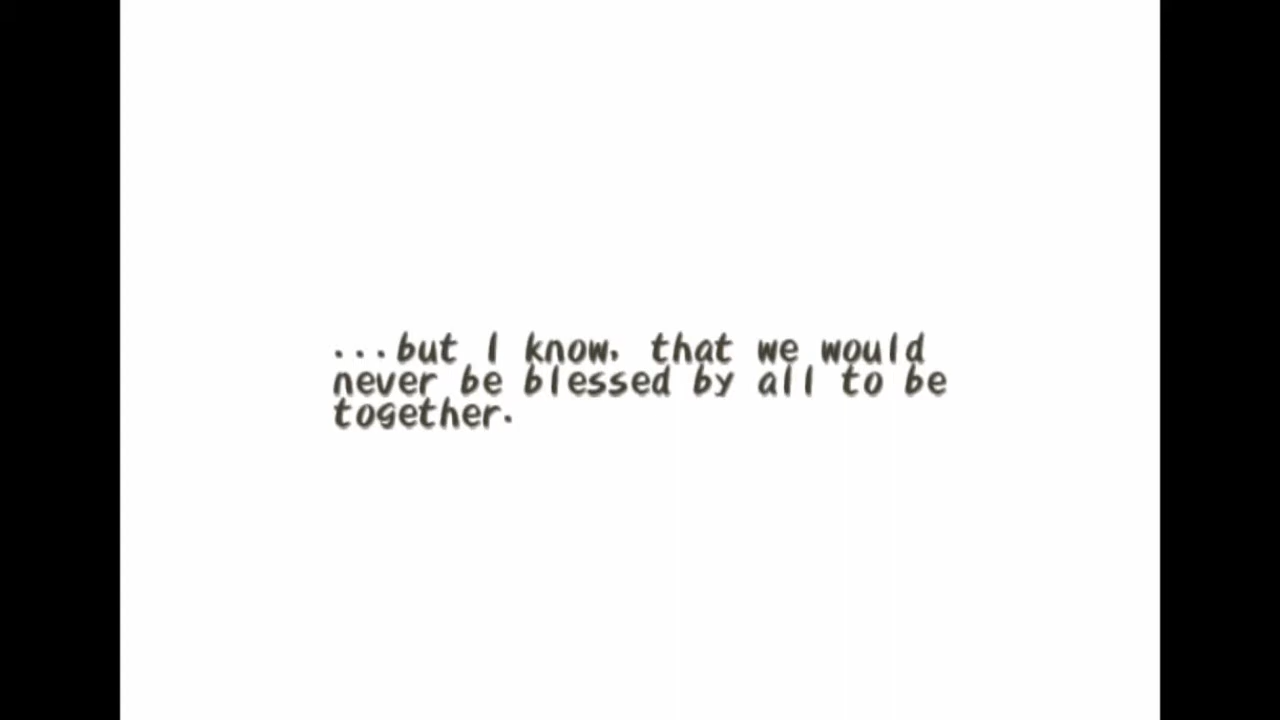 ...but I know, that we would
never be blessed by all to be
together.